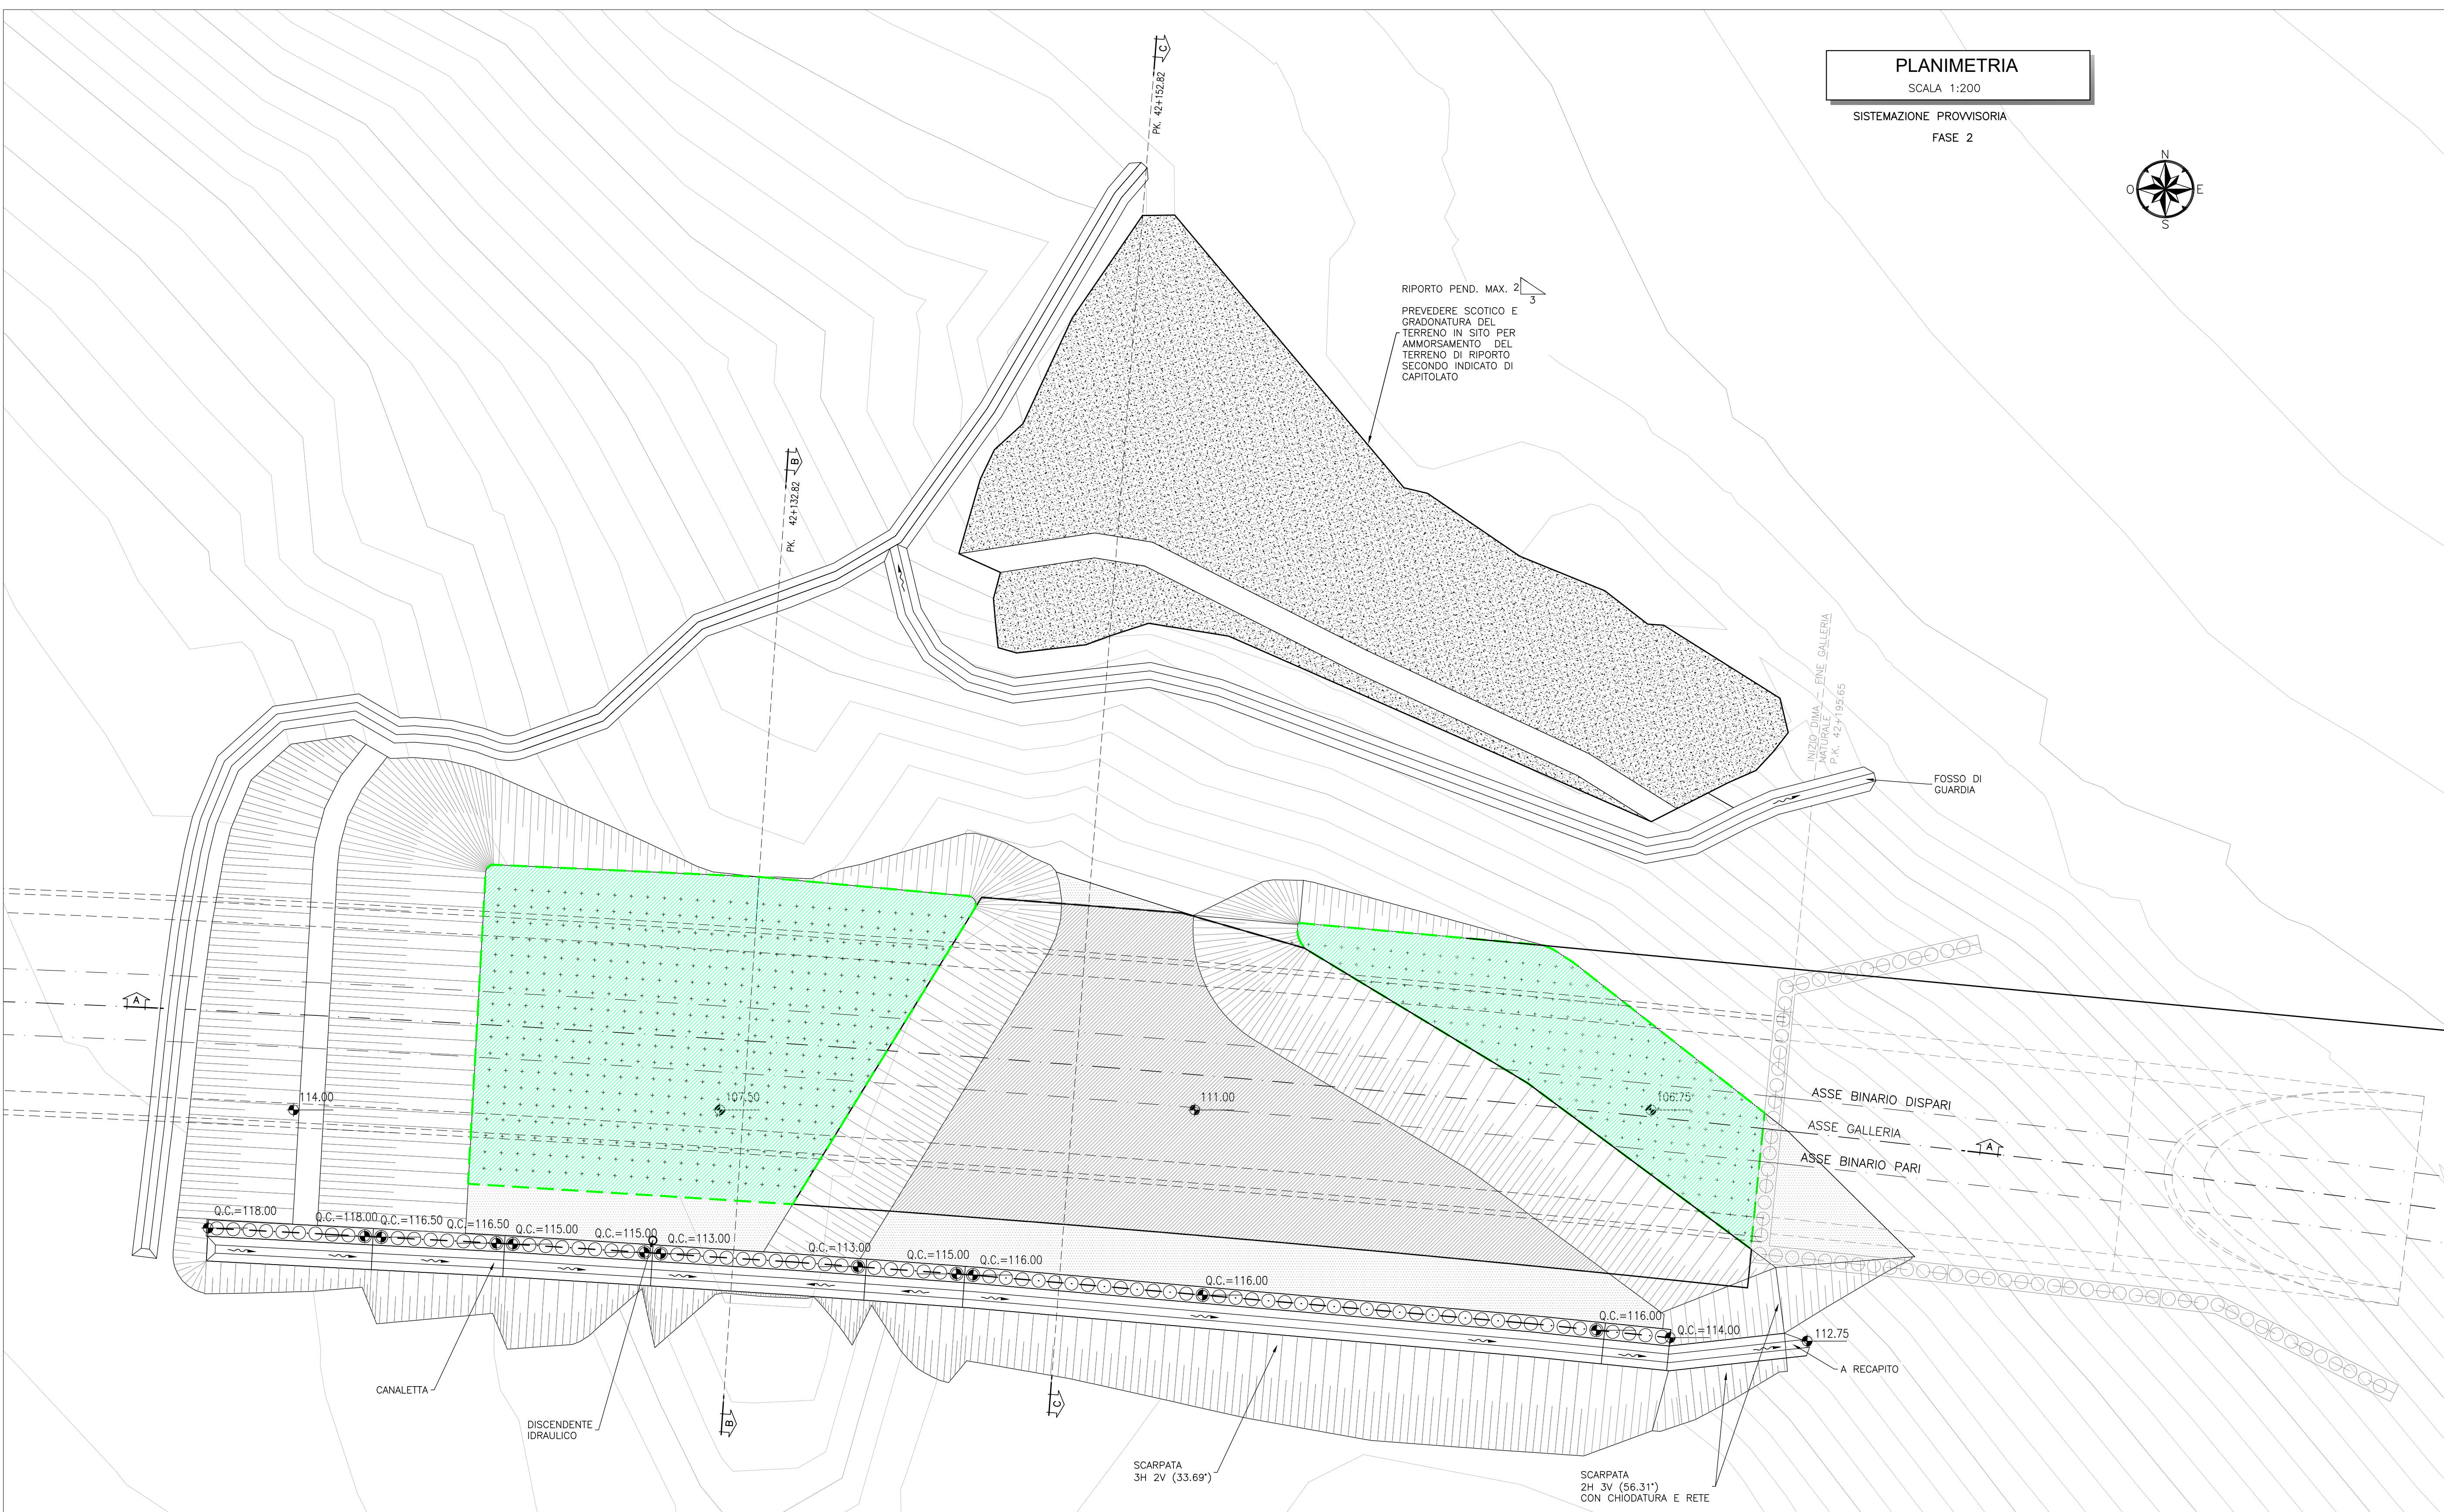 PLANIMETRIA
SCALA 1:200
SISTEMAZIONE PROVVISORIA
FASE 2
N
O
E
S
C
PK. 42+152.82
RIPORTO PEND. MAX. 2
3
PREVEDERE SCOTICO E
GRADONATURA DEL
TERRENO IN SITO PER
AMMORSAMENTO DEL
TERRENO DI RIPORTO
SECONDO INDICATO DI
CAPITOLATO
B
PK. 42+132.82
INIZIO DIMA – FINE GALLERIA
NATURALE
P.K. 42+195.65
FOSSO DI
GUARDIA
A
114.00
107.50
111.00
106.75
ASSE BINARIO DISPARI
ASSE GALLERIA
A
ASSE BINARIO PARI
Q.C.=118.00
Q.C.=118.00
Q.C.=116.50
Q.C.=116.50
Q.C.=115.00
Q.C.=115.00
Q.C.=113.00
Q.C.=113.00
Q.C.=115.00
Q.C.=116.00
Q.C.=116.00
Q.C.=116.00
Q.C.=114.00
112.75
A RECAPITO
CANALETTA
DISCENDENTE
IDRAULICO
B
C
SCARPATA
3H 2V (33.69°)
SCARPATA
2H 3V (56.31°)
CON CHIODATURA E RETE